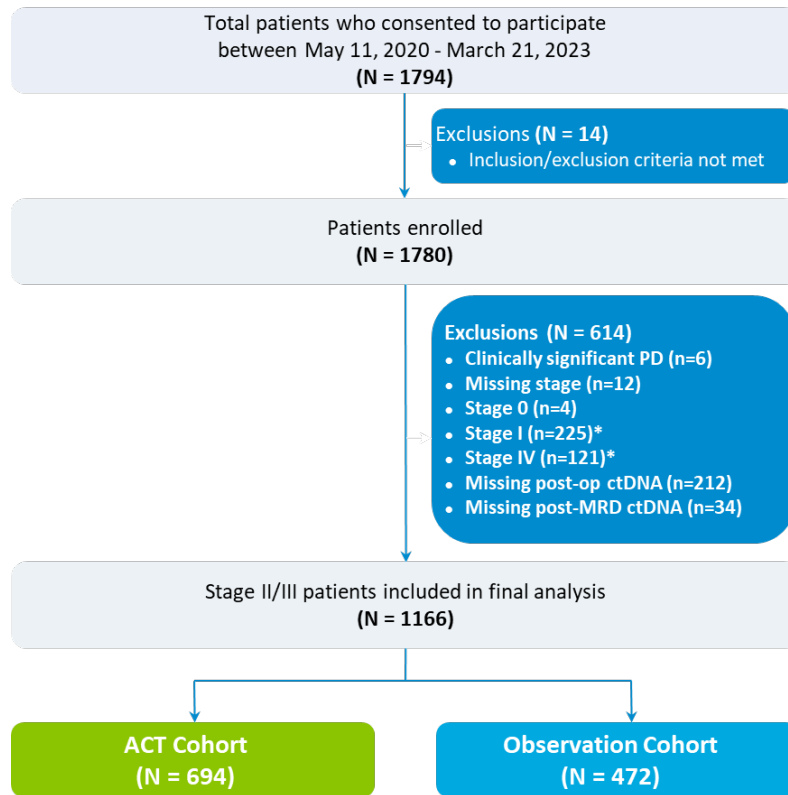 Total patients who consented to participate
between May 11, 2020 - March 21, 2023
(N = 1794)
Exclusions (N = 14)
• Inclusion/exclusion criteria not met
Patients enrolled
(N = 1780)
Exclusions (N = 614)
• Clinically significant PD (n=6)
• Missing stage (n=12)
• Stage 0 (n=4)
• Stage I (n=225)*
• Stage IV (n=121)*
• Missing post-op ctDNA (n=212)
• Missing post-MRD ctDNA (n=34)
Stage II/III patients included in final analysis
(N = 1166)
ACT Cohort
(N = 694)
Observation Cohort
(N = 472)